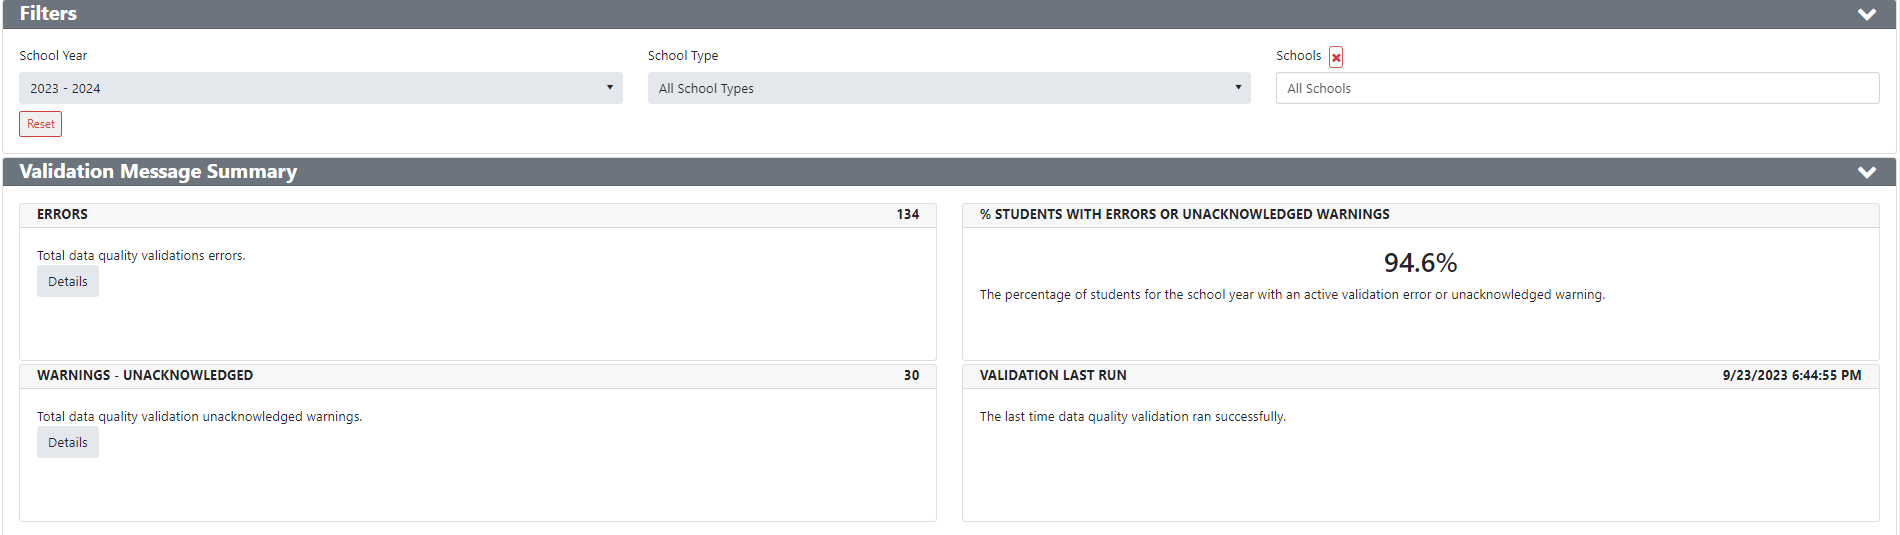 Filters
School Year
School Type
Schools
2023 - 2024
All School Types
All Schools
Reset
Validation Message Summary
ERRORS 134
Total data quality validations errors.
Details
% STUDENTS WITH ERRORS OR UNACKNOWLEDGED WARNINGS
94.6%
The percentage of students for the school year with an active validation error or unacknowledged warning.
WARNINGS - UNACKNOWLEDGED 30
Total data quality validation unacknowledged warnings.
Details
VALIDATION LAST RUN 9/23/2023 6:44:55 PM
The last time data quality validation ran successfully.